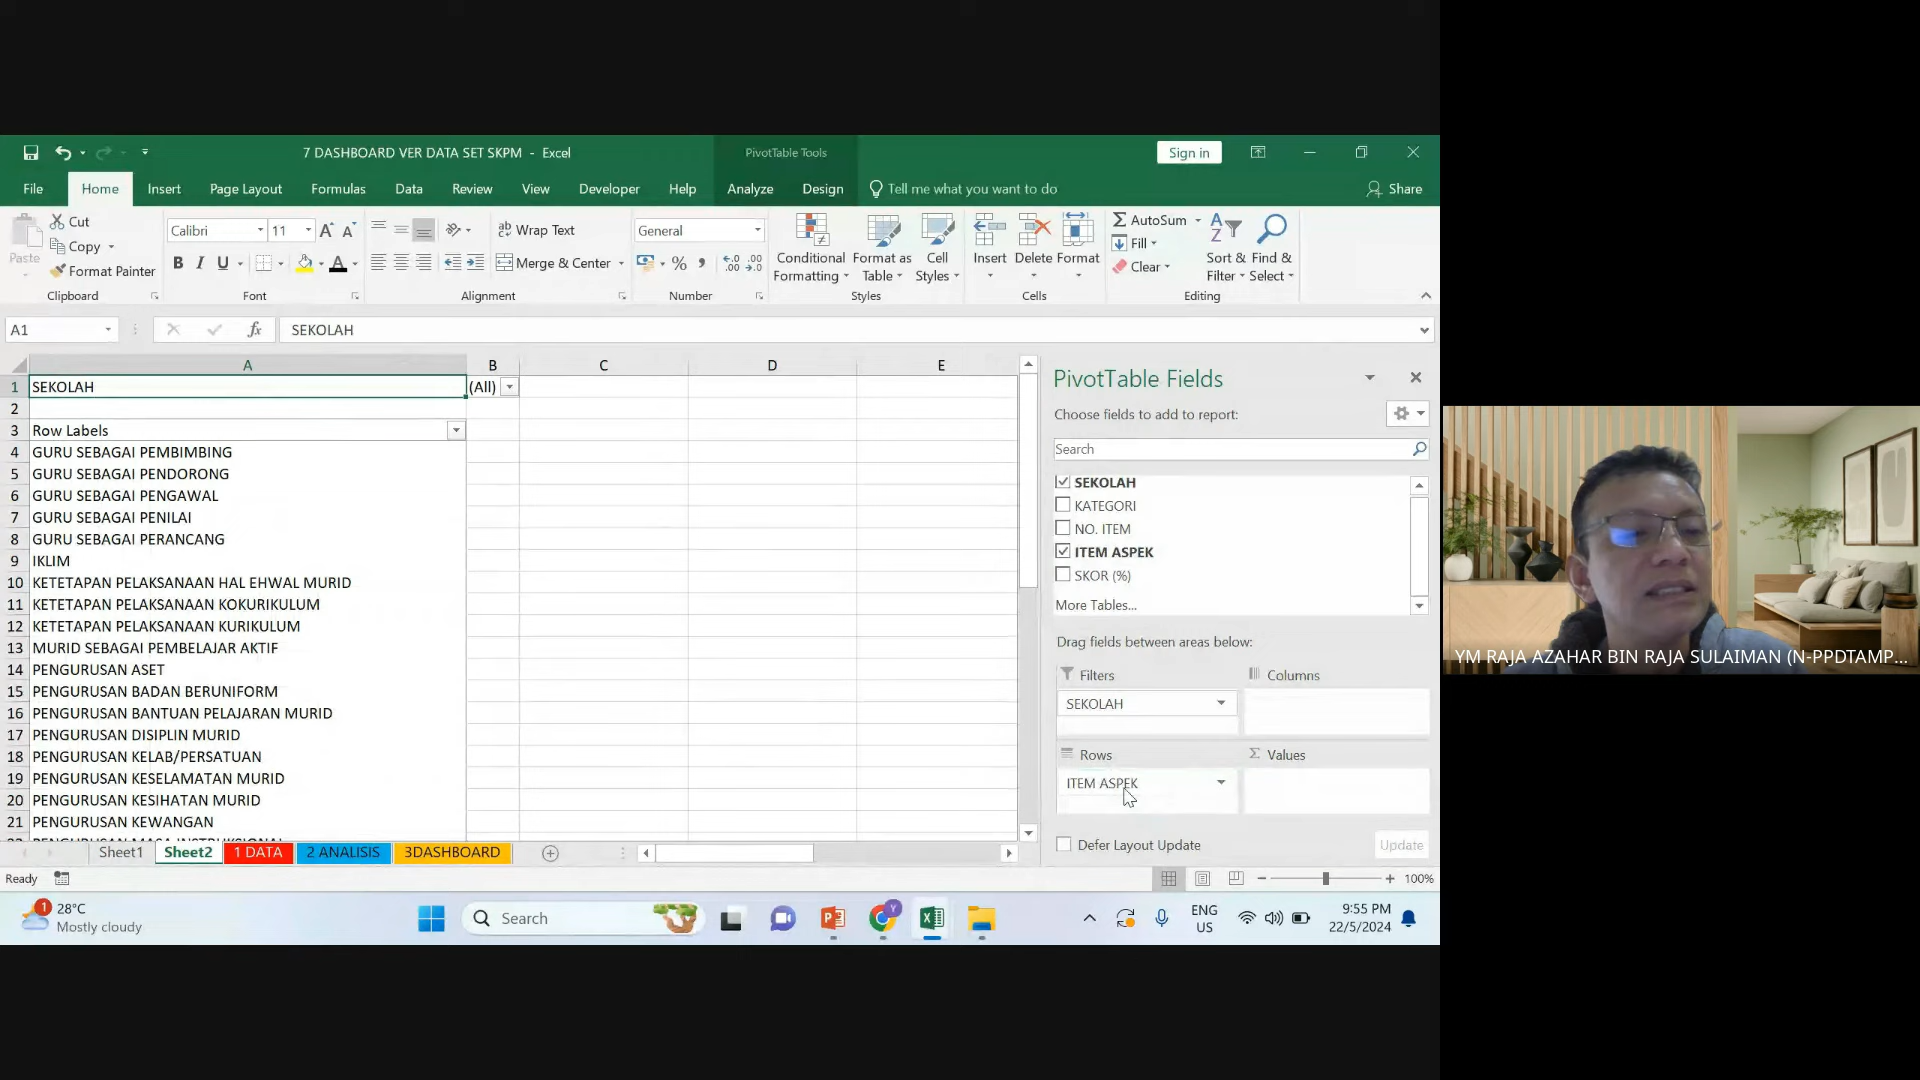 7 DASHBOARD VER DATA SET SKPM - Excel
PivotTable Tools
Sign in
File Home Insert Page Layout Formulas Data Review View Developer Help Analyze Design Tell me what you want to do Share
Paste
Cut
Copy
Format Painter
Clipboard
Calibri 11
B I U
Font
Wrap Text
Merge & Center
Alignment
General
%
Number
Conditional Formatting
Format as Table
Cell Styles
Styles
Insert
Delete
Format
Cells
AutoSum
Fill
Clear
Sort & Filter
Find & Select
Editing
A1
fx
SEKOLAH
A B C D E
1 SEKOLAH (All)
2
3 Row Labels
4 GURU SEBAGAI PEMBIMBING
5 GURU SEBAGAI PENDORONG
6 GURU SEBAGAI PENGAWAL
7 GURU SEBAGAI PENILAI
8 GURU SEBAGAI PERANCANG
9 IKLIM
10 KETETAPAN PELAKSANAAN HAL EHWAL MURID
11 KETETAPAN PELAKSANAAN KOKURIKULUM
12 KETETAPAN PELAKSANAAN KURIKULUM
13 MURID SEBAGAI PEMBELAJAR AKTIF
14 PENGURUSAN ASET
15 PENGURUSAN BADAN BERUNIFORM
16 PENGURUSAN BANTUAN PELAJARAN MURID
17 PENGURUSAN DISIPLIN MURID
18 PENGURUSAN KELAB/PERSATUAN
19 PENGURUSAN KESELAMATAN MURID
20 PENGURUSAN KESIHATAN MURID
21 PENGURUSAN KEWANGAN
PivotTable Fields
Choose fields to add to report:
Search
SEKOLAH
KATEGORI
NO. ITEM
ITEM ASPEK
SKOR (%)
More Tables...
Drag fields between areas below:
Filters
Columns
SEKOLAH
Rows
Values
ITEM ASPEK
Defer Layout Update
Update
Sheet1 Sheet2 1 DATA 2 ANALISIS 3DASHBOARD
Ready
100%
1
28°C
Mostly cloudy
Search
Y
ENG
US
9:55 PM
22/5/2024
YM RAJA AZAHAR BIN RAJA SULAIMAN (N-PPDTAMP...